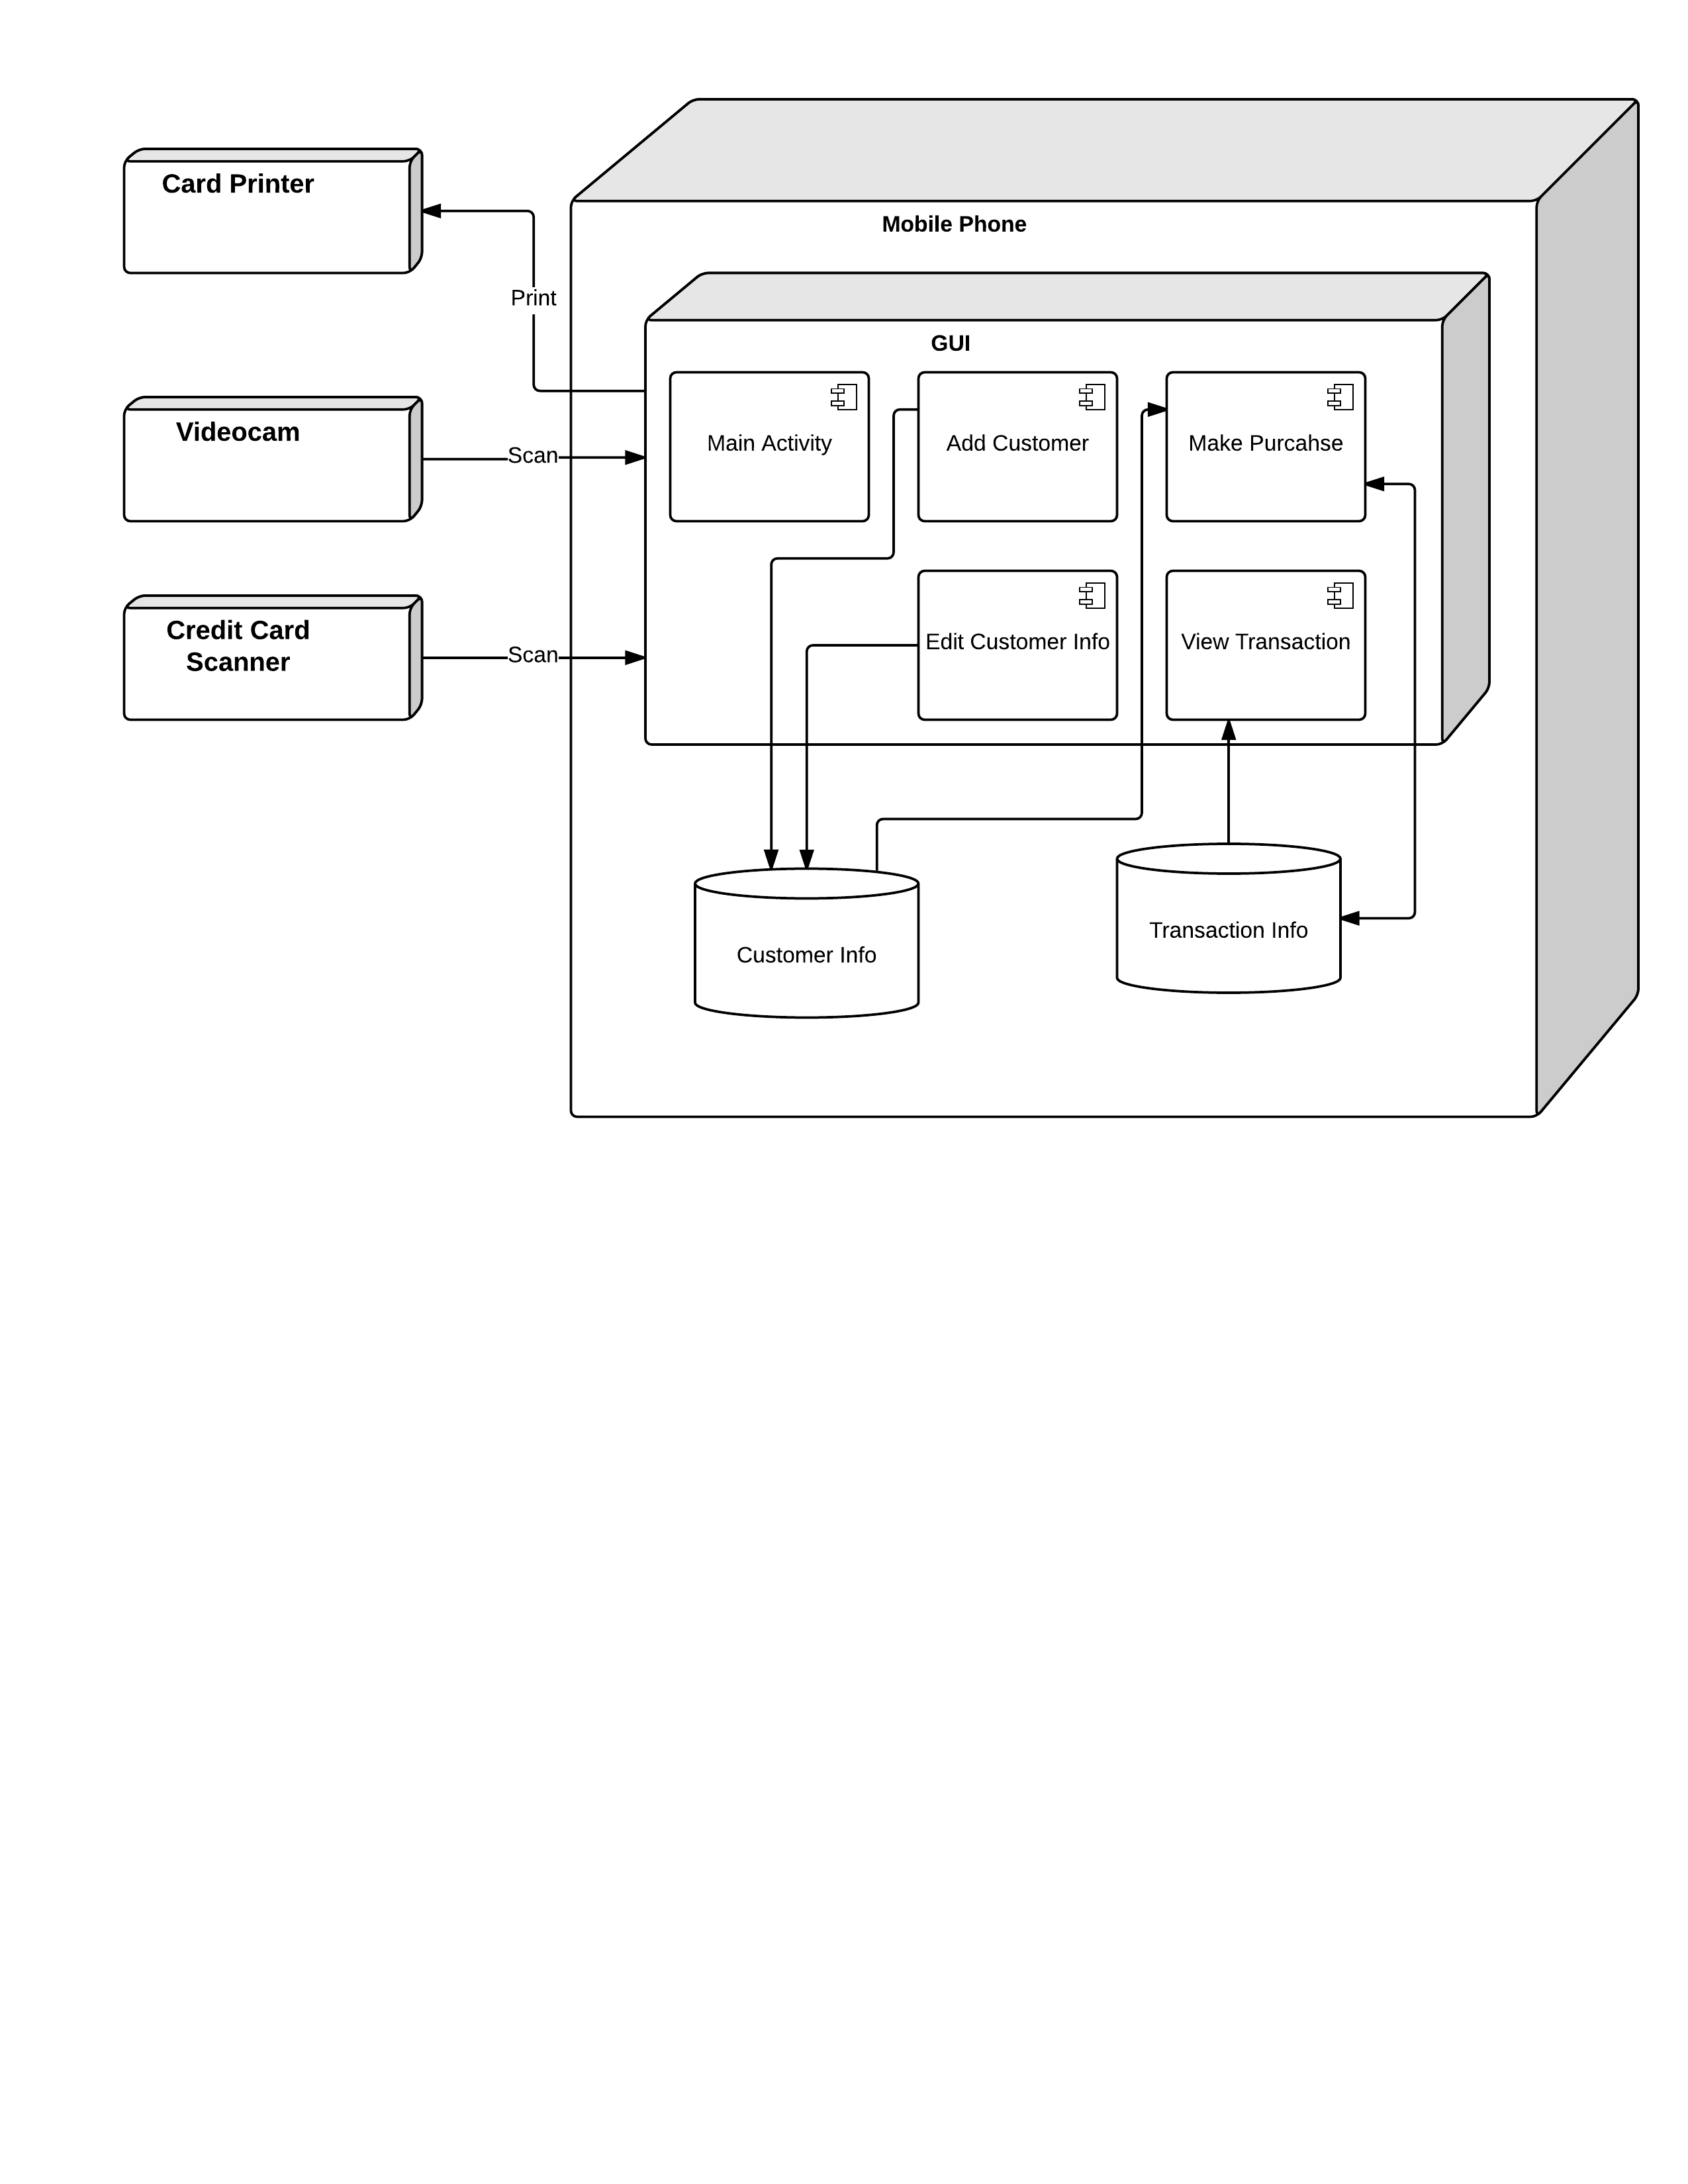 Card Printer
Mobile Phone
Print
GUI
Videocam
Scan
Main Activity
Add Customer
Make Purcahse
Credit Card
Scanner
Scan
Edit Customer Info
View Transaction
Customer Info
Transaction Info